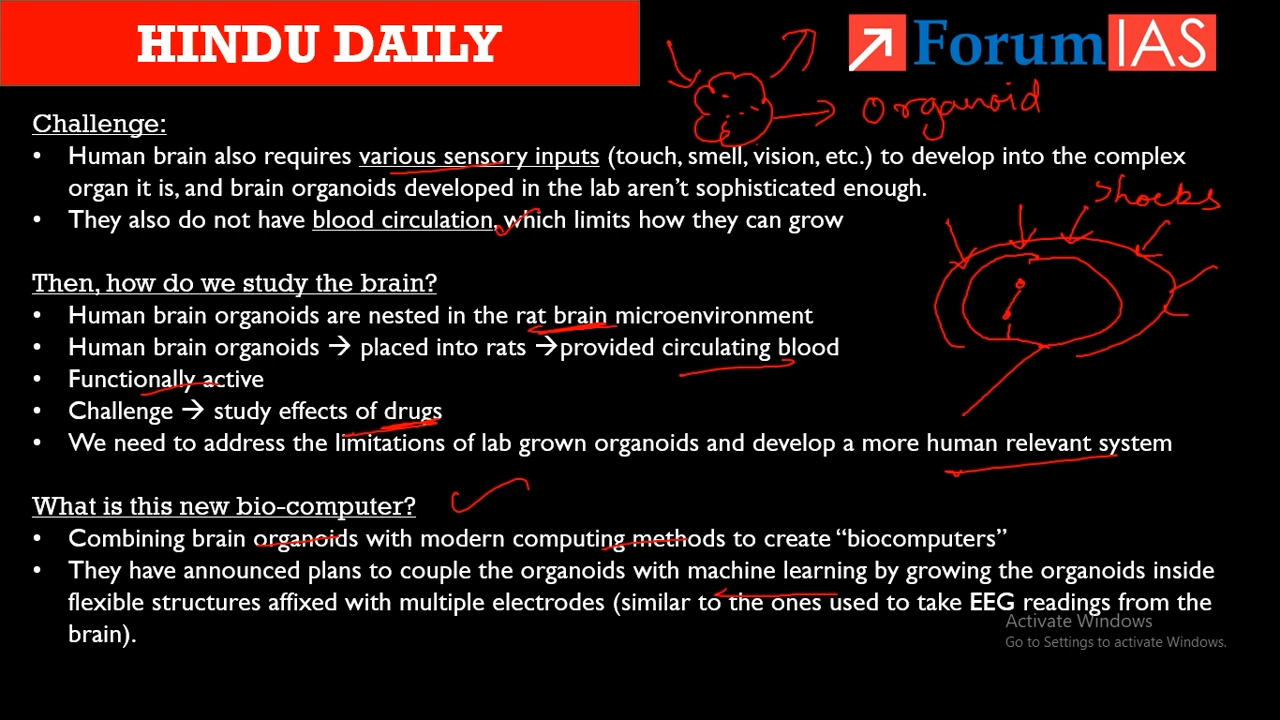 HINDU DAILY
ForumIAS
Organoid
Challenge:
• Human brain also requires various sensory inputs (touch, smell, vision, etc.) to develop into the complex
organ it is, and brain organoids developed in the lab aren’t sophisticated enough.
Shocks
• They also do not have blood circulation, which limits how they can grow
Then, how do we study the brain?
• Human brain organoids are nested in the rat brain microenvironment
• Human brain organoids → placed into rats →provided circulating blood
• Functionally active
• Challenge → study effects of drugs
• We need to address the limitations of lab grown organoids and develop a more human relevant system
What is this new bio-computer?
• Combining brain organoids with modern computing methods to create “biocomputers”
• They have announced plans to couple the organoids with machine learning by growing the organoids inside
flexible structures affixed with multiple electrodes (similar to the ones used to take EEG readings from the
brain).
Activate Windows
Go to Settings to activate Windows.